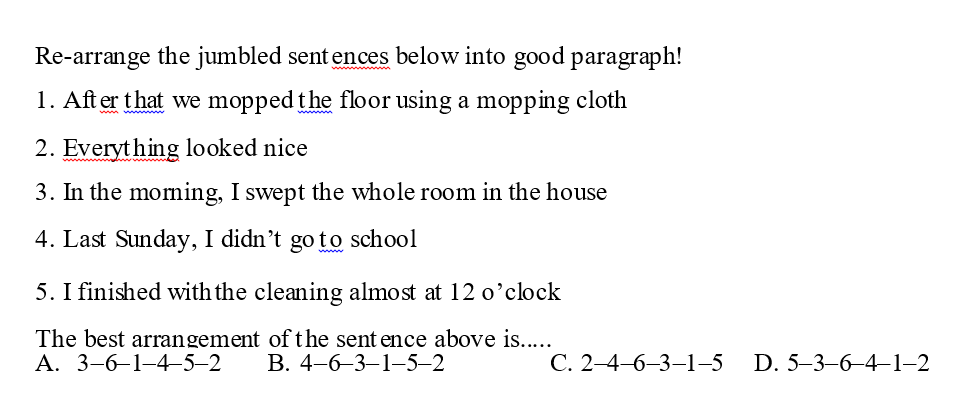 Re-arrange the jumbled sentences below into good paragraph!
1. After that we mopped the floor using a mopping cloth
2. Everything looked nice
3. In the morning, I swept the whole room in the house
4. Last Sunday, I didn’t go to school
5. I finished with the cleaning almost at 12 o’clock
The best arrangement of the sentence above is.....
A. 3–6–1–4–5–2 B. 4–6–3–1–5–2 C. 2–4–6–3–1–5 D. 5–3–6–4–1–2